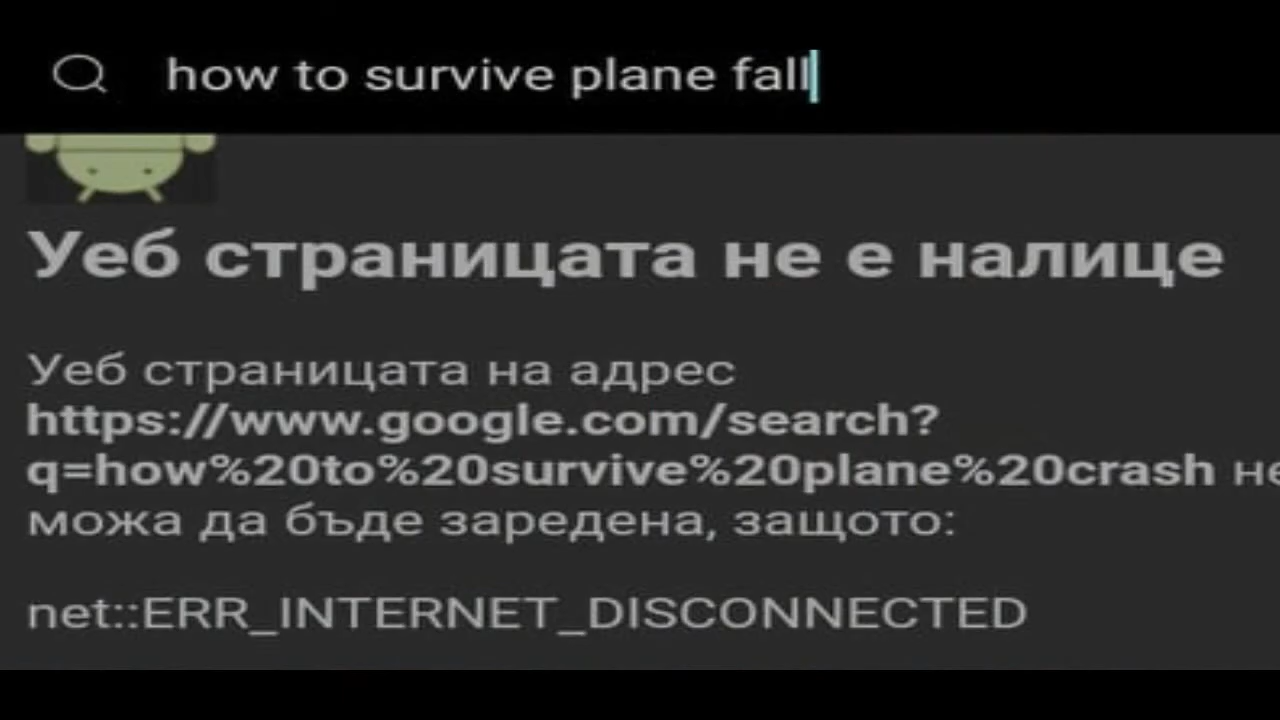 how to survive plane fall
Уеб страницата не е налице
Уеб страницата на адрес
https://www.google.com/search?
q=how%20to%20survive%20plane%20crash не
можа да бъде заредена, защото:
net::ERR_INTERNET_DISCONNECTED